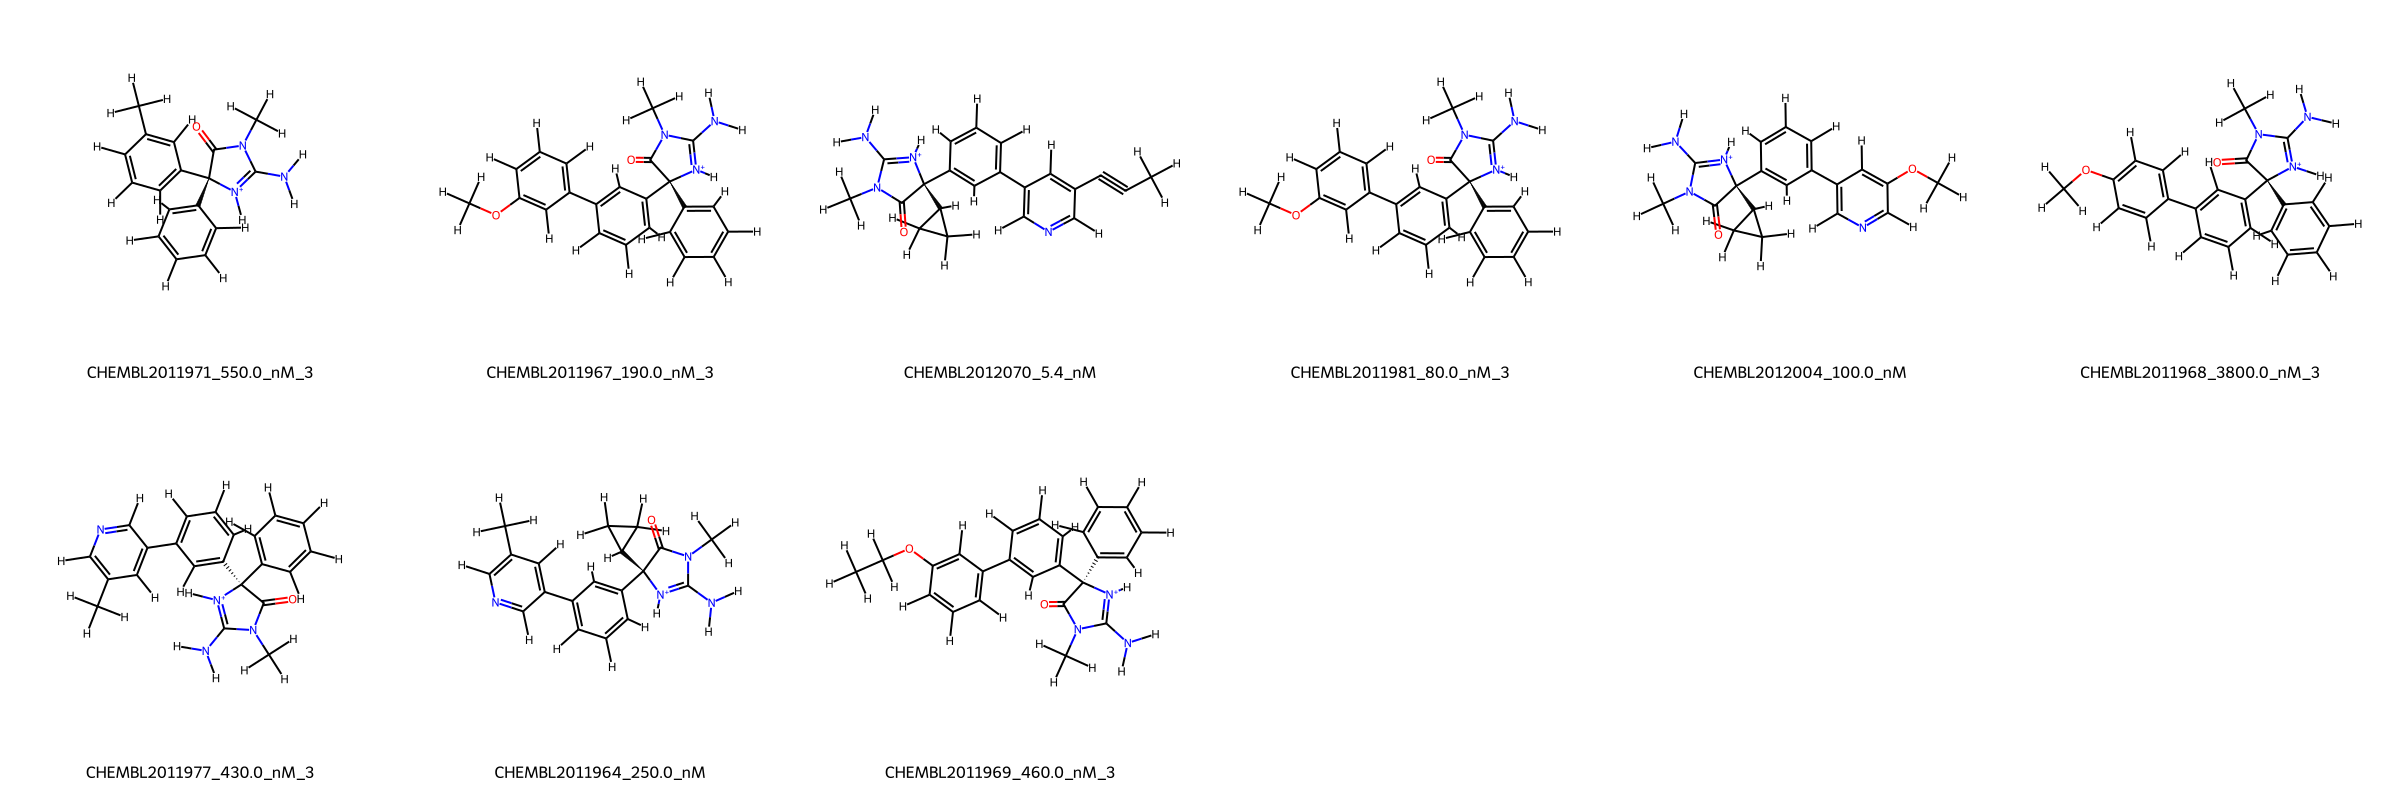 CHEMBL2011971_550.0_nM_3
CHEMBL2011967_190.0_nM_3
CHEMBL2012070_5.4_nM
CHEMBL2011981_80.0_nM_3
CHEMBL2012004_100.0_nM
CHEMBL2011968_3800.0_nM_3
CHEMBL2011977_430.0_nM_3
CHEMBL2011964_250.0_nM
CHEMBL2011969_460.0_nM_3